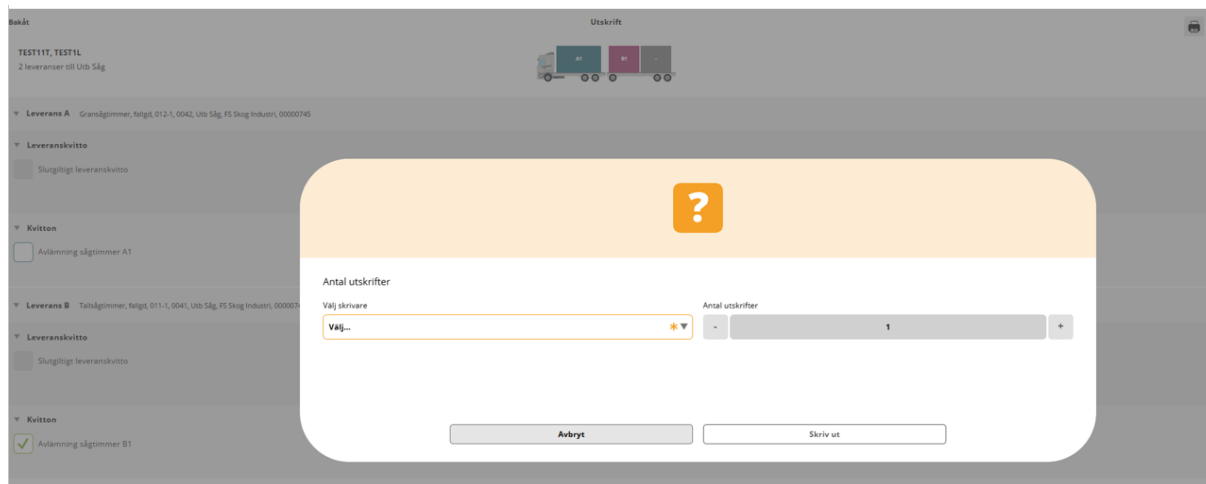 Bakåt
Utskrift
TEST11T, TEST1L
2 leveranser till Utb Såg
A1
B1
-
Leverans A Gransågtimmer, fallgd, 012-1, 0042, Utb Såg, FS Skog Industri, 00000745
Leveranskvitto
Slutgiltigt leveranskvitto
Kvitton
Avlämning sågtimmer A1
Leverans B Tallsågtimmer, fallgd, 011-1, 0041, Utb Såg, FS Skog Industri, 0000074
Leveranskvitto
Slutgiltigt leveranskvitto
Kvitton
Avlämning sågtimmer B1
?
Antal utskrifter
Välj skrivare
Antal utskrifter
Välj...
*
-
1
+
Avbryt
Skriv ut